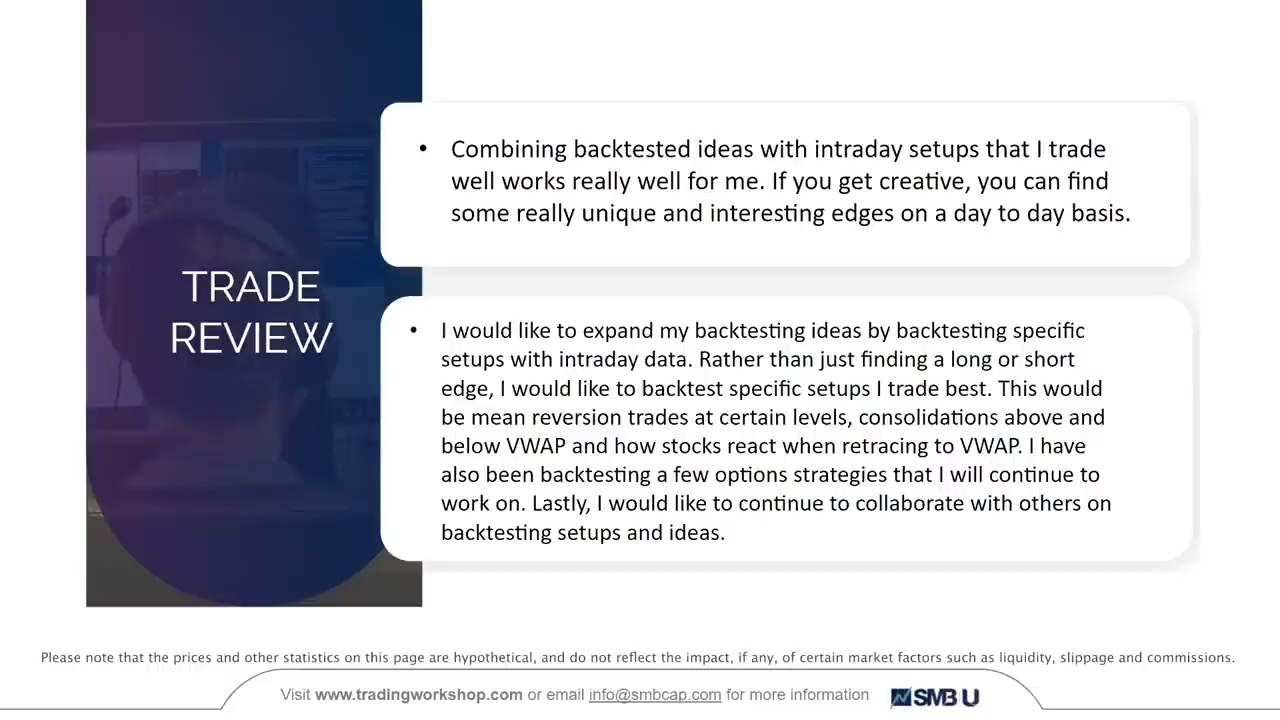 TRADE
REVIEW
• Combining backtested ideas with intraday setups that I trade
well works really well for me. If you get creative, you can find
some really unique and interesting edges on a day to day basis.
• I would like to expand my backtesting ideas by backtesting specific
setups with intraday data. Rather than just finding a long or short
edge, I would like to backtest specific setups I trade best. This would
be mean reversion trades at certain levels, consolidations above and
below VWAP and how stocks react when retracing to VWAP. I have
also been backtesting a few options strategies that I will continue to
work on. Lastly, I would like to continue to collaborate with others on
backtesting setups and ideas.
Please note that the prices and other statistics on this page are hypothetical, and do not reflect the impact, if any, of certain market factors such as liquidity, slippage and commissions.
Visit www.tradingworkshop.com or email info@smbcap.com for more information
SMB U